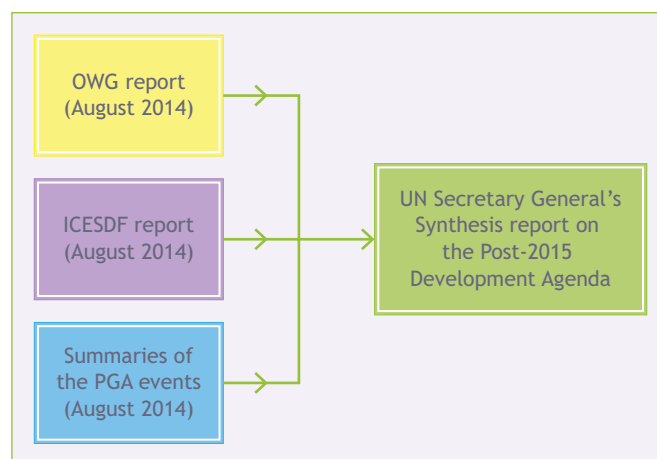 OWG report
(August 2014)
ICESDF report
(August 2014)
Summaries of
the PGA events
(August 2014)
UN Secretary General’s
Synthesis report on
the Post-2015
Development Agenda